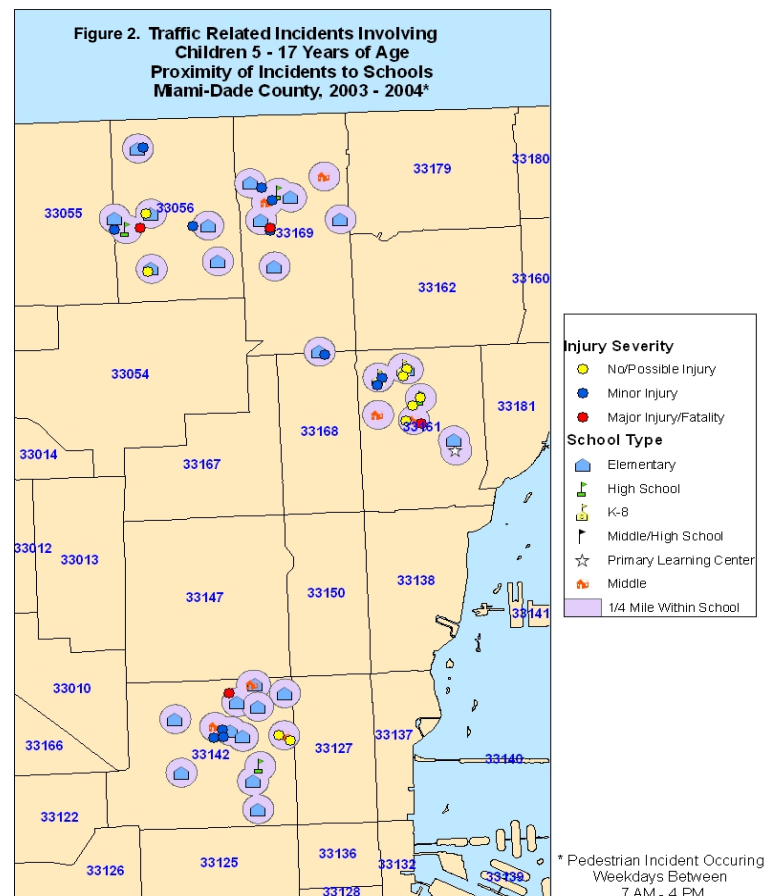 Figure 2. Traffic Related Incidents Involving
Children 5 - 17 Years of Age
Proximity of Incidents to Schools
Miami-Dade County, 2003 - 2004*
33179
33180
33055
33056
33169
33162
33160
33054
33181
33168
33161
33014
33167
33012
33013
33147
33150
33138
33141
33010
33166
33142
33127
33137
33140
33122
33126
33125
33136
33132
33139
33128
Injury Severity
No/Possible Injury
Minor Injury
Major Injury/Fatality
School Type
Elementary
High School
K-8
Middle/High School
Primary Learning Center
Middle
1/4 Mile Within School
* Pedestrian Incident Occuring
Weekdays Between
7 AM - 4 PM